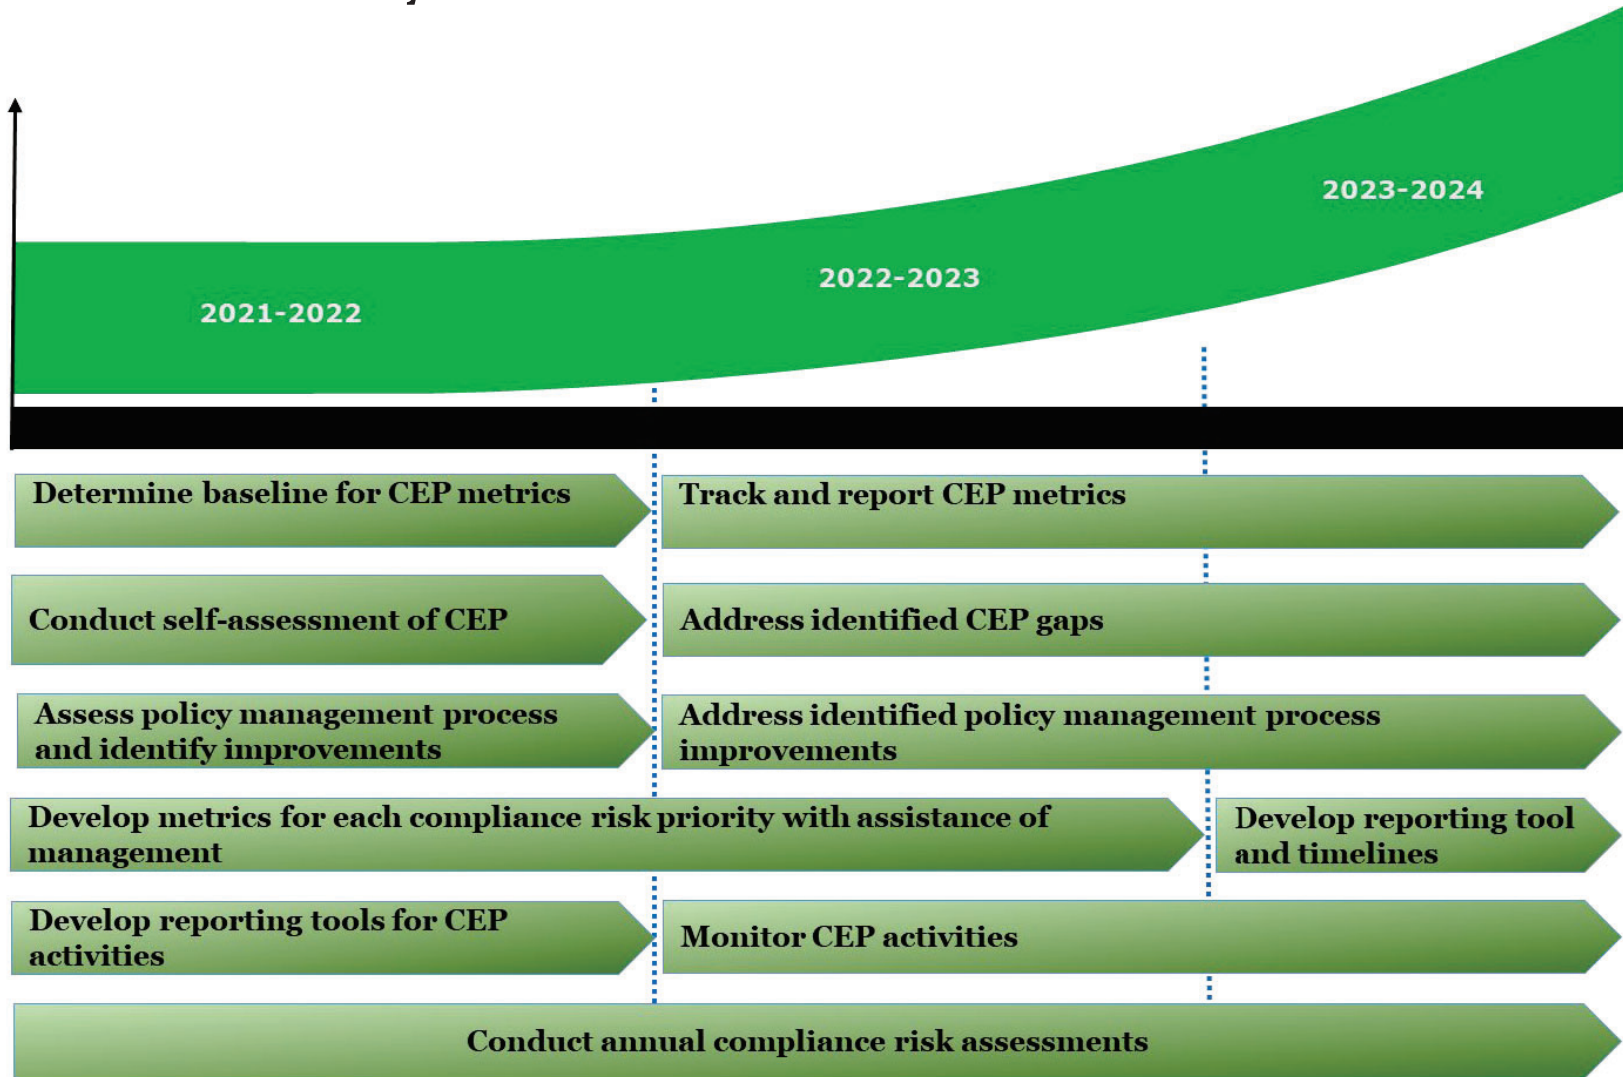 2023-2024
2022-2023
2021-2022
Determine baseline for CEP metrics
Track and report CEP metrics
Conduct self-assessment of CEP
Address identified CEP gaps
Assess policy management process
and identify improvements
Address identified policy management process
improvements
Develop metrics for each compliance risk priority with assistance of
management
Develop reporting tool
and timelines
Develop reporting tools for CEP
activities
Monitor CEP activities
Conduct annual compliance risk assessments